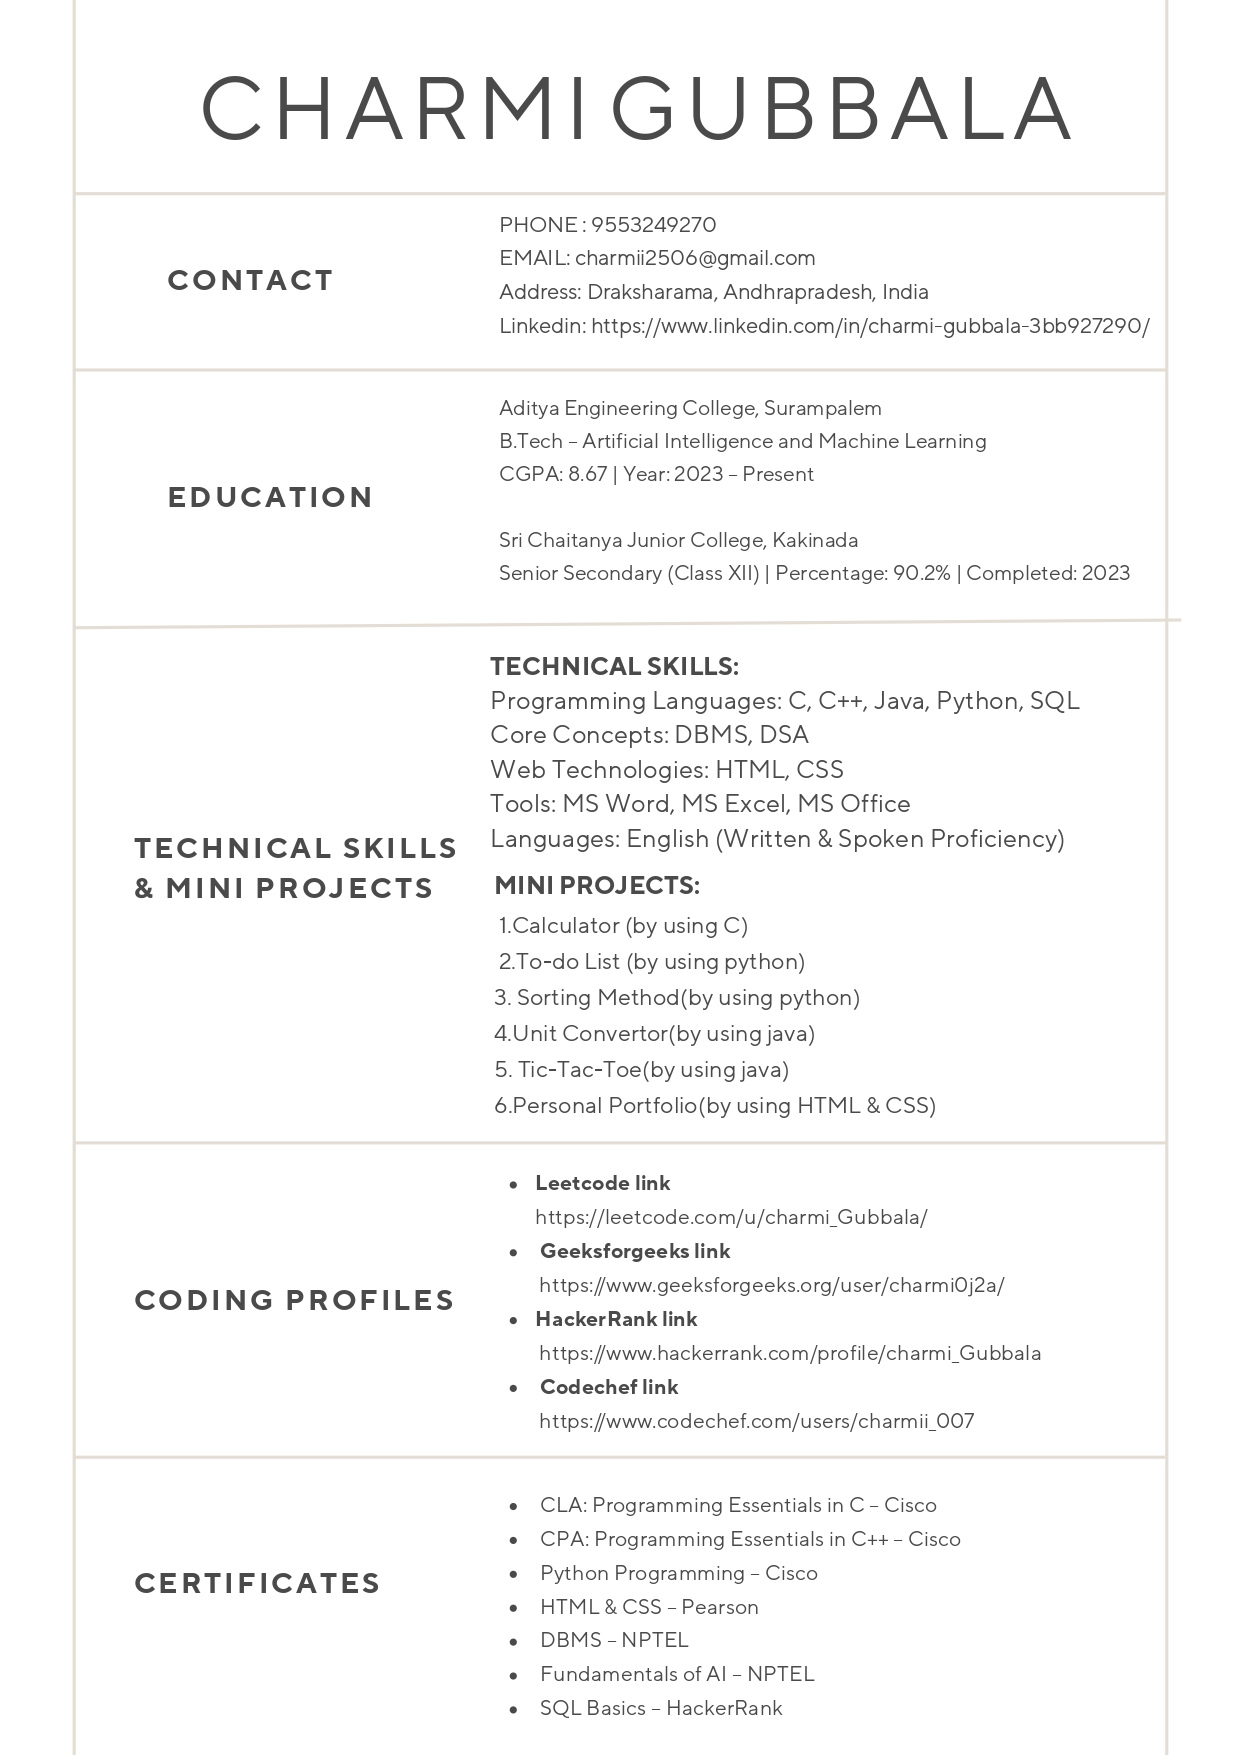 CHARMI GUBBALA
CONTACT
PHONE : 9553249270
EMAIL: charmii2506@gmail.com
Address: Draksharama, Andhrapradesh, India
Linkedin: https://www.linkedin.com/in/charmi-gubbala-3bb927290/
EDUCATION
Aditya Engineering College, Surampalem
B.Tech – Artificial Intelligence and Machine Learning
CGPA: 8.67 | Year: 2023 – Present
Sri Chaitanya Junior College, Kakinada
Senior Secondary (Class XII) | Percentage: 90.2% | Completed: 2023
TECHNICAL SKILLS
& MINI PROJECTS
TECHNICAL SKILLS:
Programming Languages: C, C++, Java, Python, SQL
Core Concepts: DBMS, DSA
Web Technologies: HTML, CSS
Tools: MS Word, MS Excel, MS Office
Languages: English (Written & Spoken Proficiency)
MINI PROJECTS:
1.Calculator (by using C)
2.To-do List (by using python)
3. Sorting Method(by using python)
4.Unit Convertor(by using java)
5. Tic-Tac-Toe(by using java)
6.Personal Portfolio(by using HTML & CSS)
CODING PROFILES
• Leetcode link
https://leetcode.com/u/charmi_Gubbala/
• Geeksforgeeks link
https://www.geeksforgeeks.org/user/charmi0j2a/
• HackerRank link
https://www.hackerrank.com/profile/charmi_Gubbala
• Codechef link
https://www.codechef.com/users/charmii_007
CERTIFICATES
• CLA: Programming Essentials in C – Cisco
• CPA: Programming Essentials in C++ – Cisco
• Python Programming – Cisco
• HTML & CSS – Pearson
• DBMS – NPTEL
• Fundamentals of AI – NPTEL
• SQL Basics – HackerRank